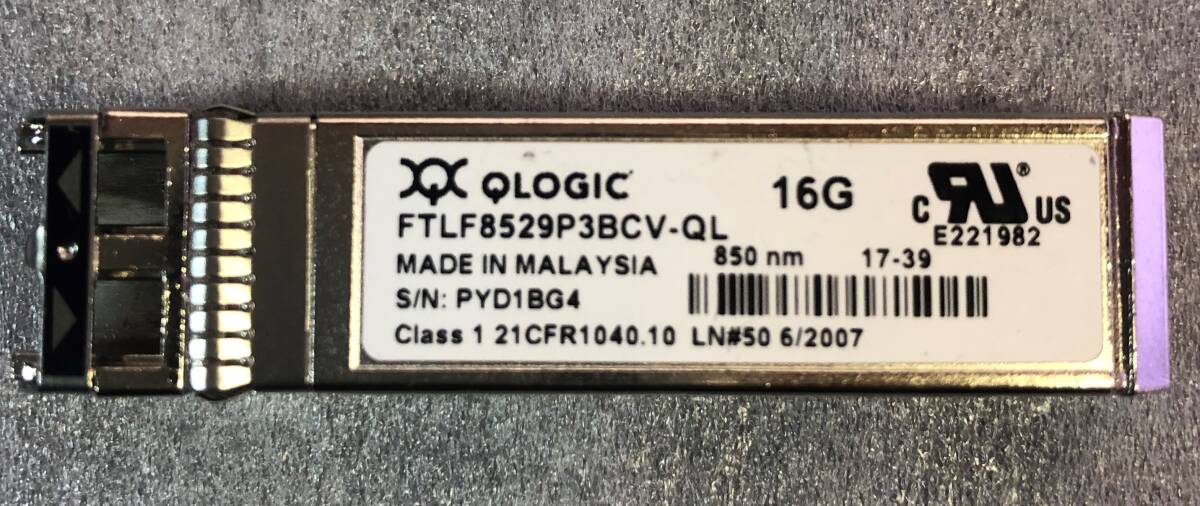 QLOGIC 16G
FTLF8529P3BCV-QL
MADE IN MALAYSIA 850 nm 17-39
S/N: PYD1BG4
Class 1 21CFR1040.10 LN#50 6/2007
C RU® US
E221982